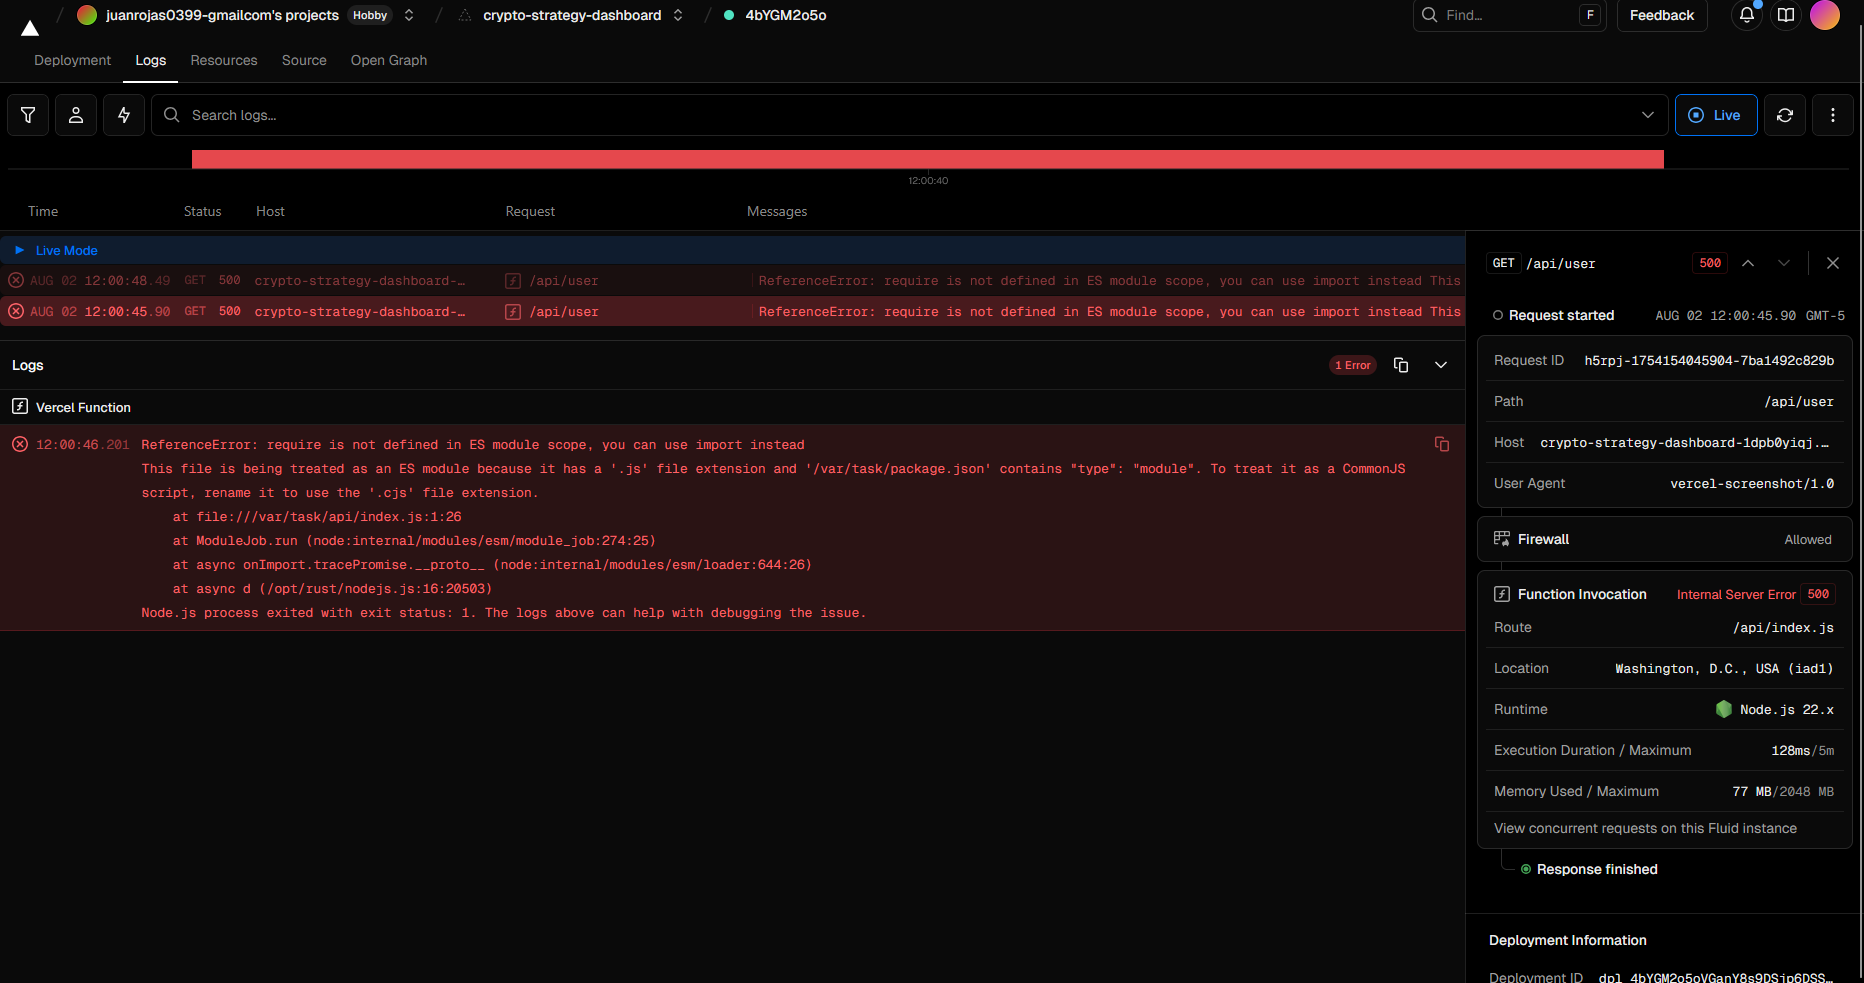 juanrojas0399-gmailcom's projects Hobby crypto-strategy-dashboard 4bYGM2o5o Find... F Feedback
Deployment Logs Resources Source Open Graph
Search logs... Live
12:00:40
Time Status Host Request Messages
Live Mode
AUG 02 12:00:48.49 GET 500 crypto-strategy-dashboard-… /api/user ReferenceError: require is not defined in ES module scope, you can use import instead This
AUG 02 12:00:45.90 GET 500 crypto-strategy-dashboard-… /api/user ReferenceError: require is not defined in ES module scope, you can use import instead This
Logs 1 Error
Vercel Function
12:00:46.201 ReferenceError: require is not defined in ES module scope, you can use import instead
This file is being treated as an ES module because it has a '.js' file extension and '/var/task/package.json' contains "type": "module". To treat it as a CommonJS
script, rename it to use the '.cjs' file extension.
at file:///var/task/api/index.js:1:26
at ModuleJob.run (node:internal/modules/esm/module_job:274:25)
at async onImport.tracePromise.__proto__ (node:internal/modules/esm/loader:644:26)
at async d (/opt/rust/nodejs.js:16:20503)
Node.js process exited with exit status: 1. The logs above can help with debugging the issue.
GET /api/user 500
Request started AUG 02 12:00:45.90 GMT-5
Request ID h5rpj-1754154045904-7ba1492c829b
Path /api/user
Host crypto-strategy-dashboard-1dpb0yiqj.…
User Agent vercel-screenshot/1.0
Firewall Allowed
Function Invocation Internal Server Error 500
Route /api/index.js
Location Washington, D.C., USA (iad1)
Runtime Node.js 22.x
Execution Duration / Maximum 128ms/5m
Memory Used / Maximum 77 MB/2048 MB
View concurrent requests on this Fluid instance
Response finished
Deployment Information
Deployment ID dpl_4bYGM2o5oVGanY8s9DSjp6DSS…